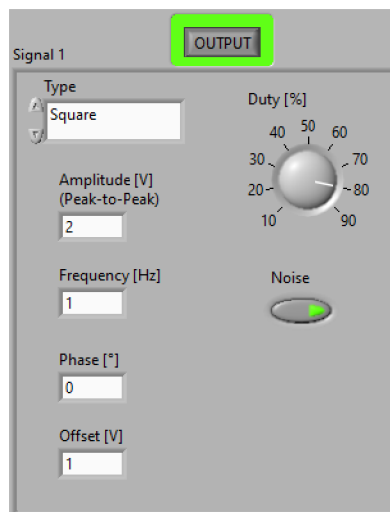 OUTPUT
Signal 1
Type
Square
Duty [%]
10
20
30
40
50
60
70
80
90
Amplitude [V]
(Peak-to-Peak)
2
Frequency [Hz]
1
Noise
Phase [°]
0
Offset [V]
1